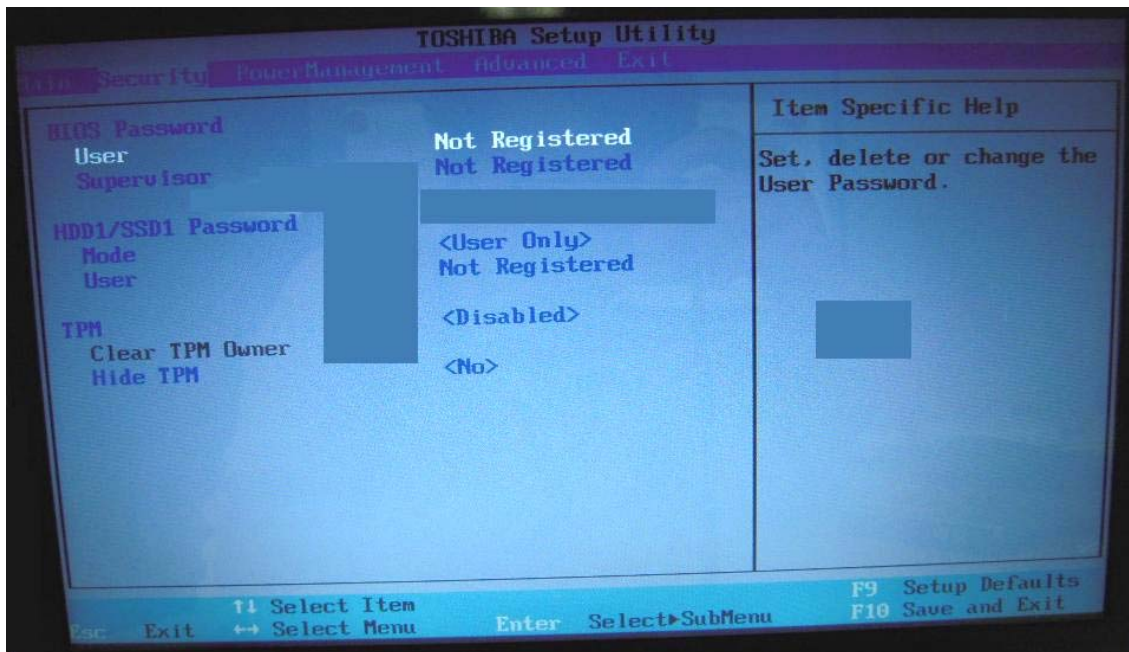 TOSHIBA Setup Utility
Main Security PowerManagement Advanced Exit
BIOS Password
User Not Registered
Supervisor Not Registered
HDD1/SSD1 Password
Mode <User Only>
User Not Registered
TPM <Disabled>
Clear TPM Owner
Hide TPM <No>
Item Specific Help
Set, delete or change the
User Password.
↑↓ Select Item F9 Setup Defaults
Esc Exit ↔ Select Menu Enter Select▶SubMenu F10 Save and Exit